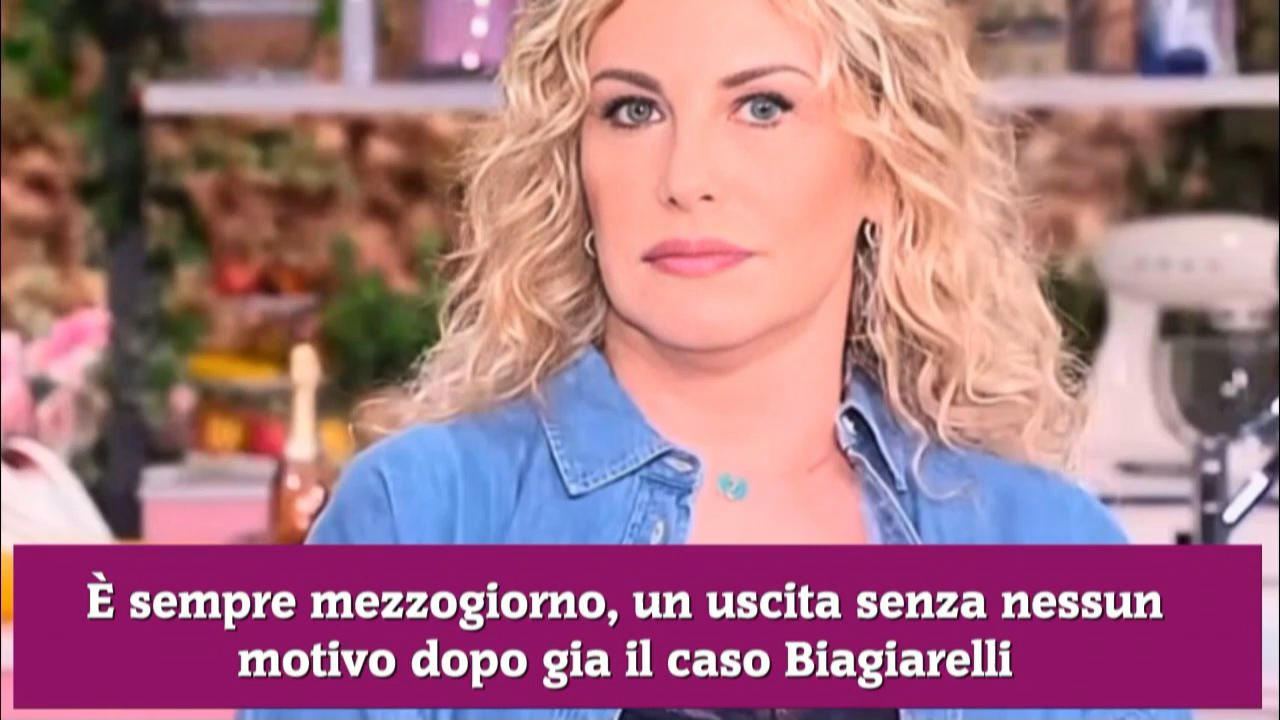 È sempre mezzogiorno, un uscita senza nessun
motivo dopo gia il caso Biagiarelli